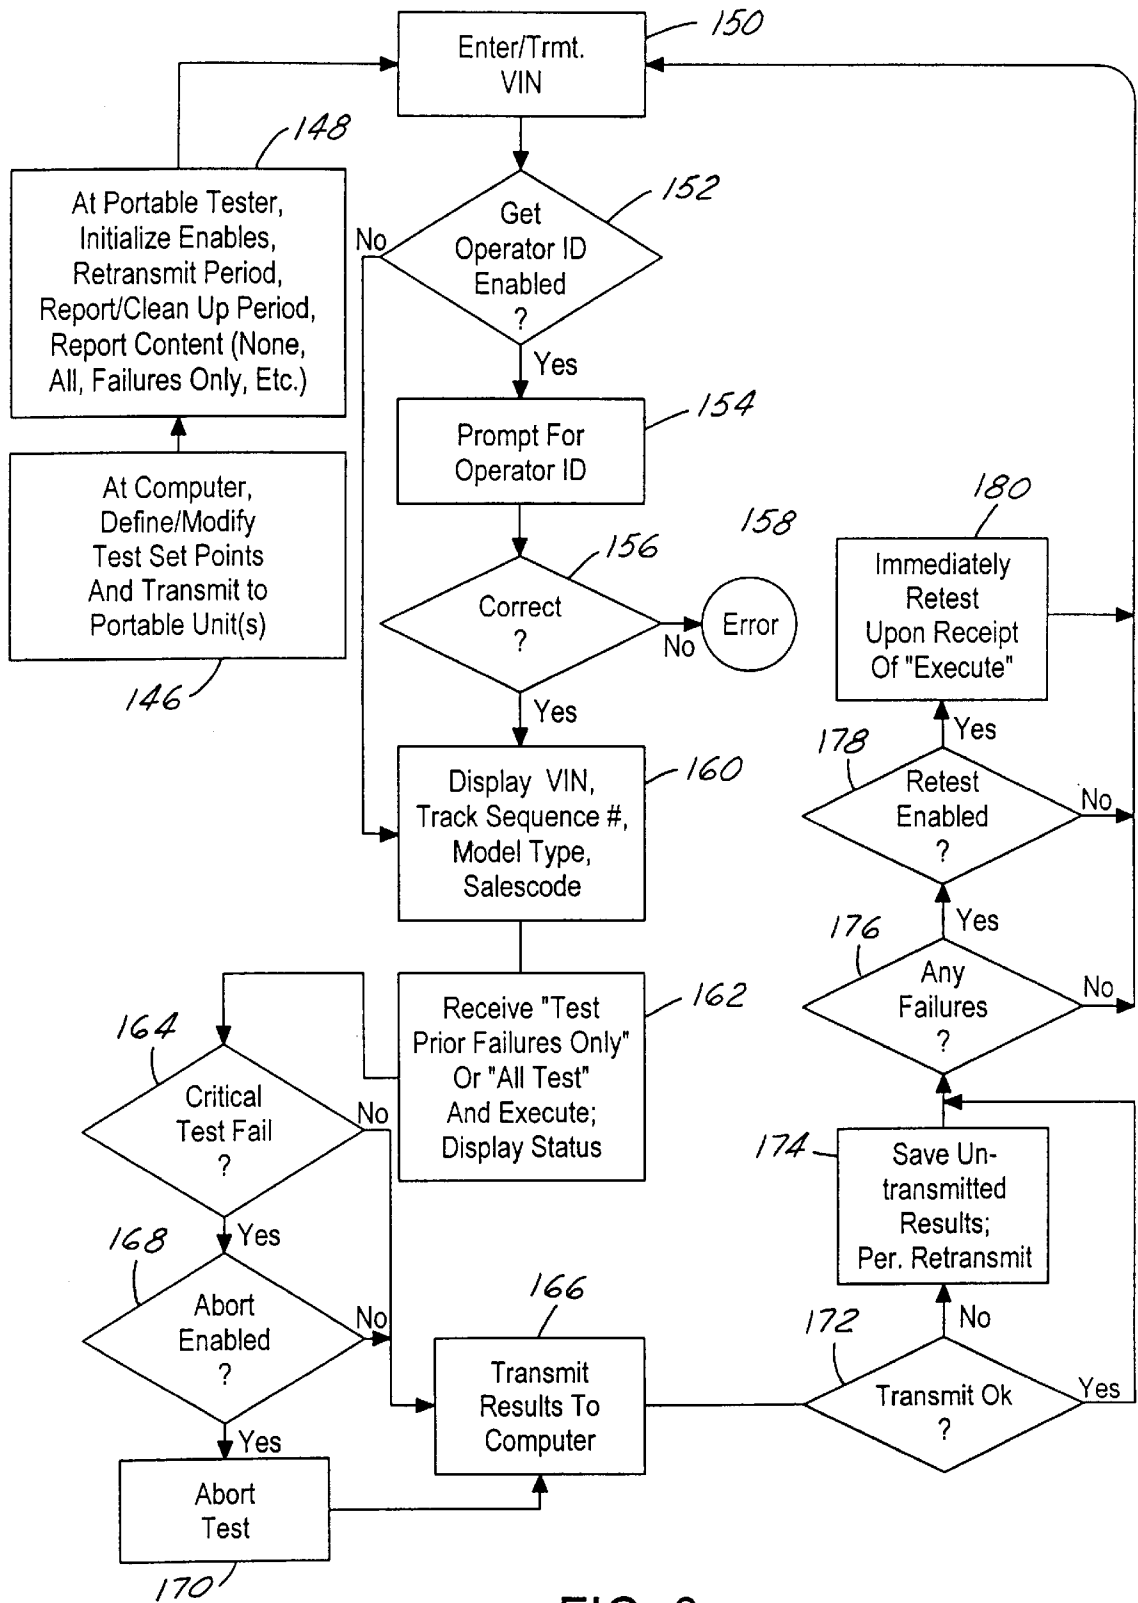 150
Enter/Trmt.
VIN
148
At Portable Tester,
Initialize Enables,
Retransmit Period,
Report/Clean Up Period,
Report Content (None,
All, Failures Only, Etc.)
152
Get
Operator ID
Enabled
?
No
Yes
154
Prompt For
Operator ID
At Computer,
Define/Modify
Test Set Points
And Transmit to
Portable Unit(s)
146
156
Correct
?
No
158
Error
Yes
160
Display VIN,
Track Sequence #,
Model Type,
Salescode
162
Receive "Test
Prior Failures Only"
Or "All Test"
And Execute;
Display Status
164
Critical
Test Fail
?
No
Yes
168
Abort
Enabled
?
No
Yes
Abort
Test
170
166
Transmit
Results To
Computer
172
Transmit Ok
?
Yes
No
174
Save Un-
transmitted
Results;
Per. Retransmit
176
Any
Failures
?
No
Yes
178
Retest
Enabled
?
No
Yes
180
Immediately
Retest
Upon Receipt
Of "Execute"